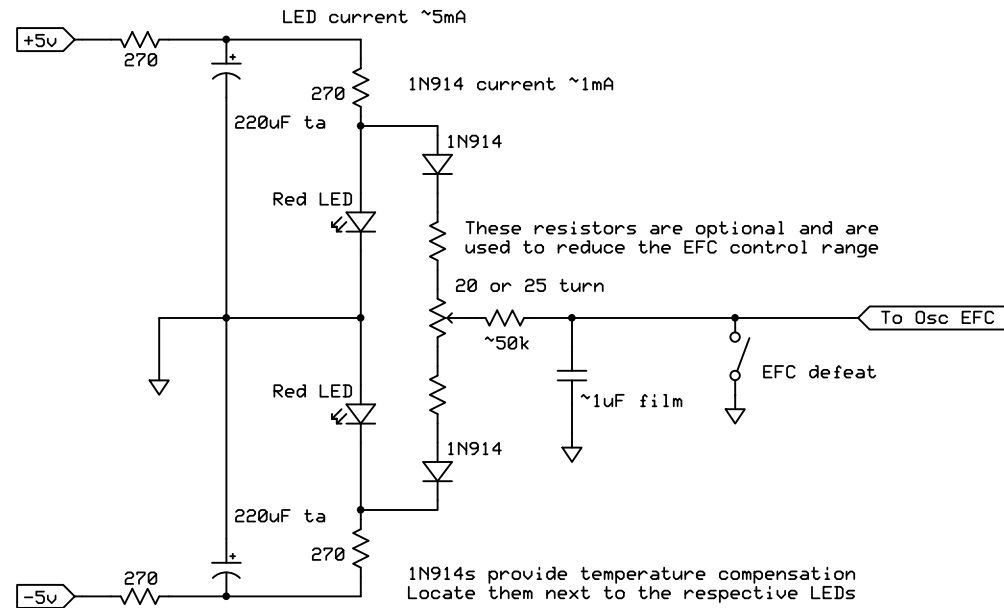 LED current ~5mA
+5v
270
+
270
1N914 current ~1mA
220uF ta
1N914
Red LED
These resistors are optional and are
used to reduce the EFC control range
20 or 25 turn
~50k
To Osc EFC
Red LED
EFC defeat
~1uF film
1N914
220uF ta
270
+
-5v
270
1N914s provide temperature compensation
Locate them next to the respective LEDs